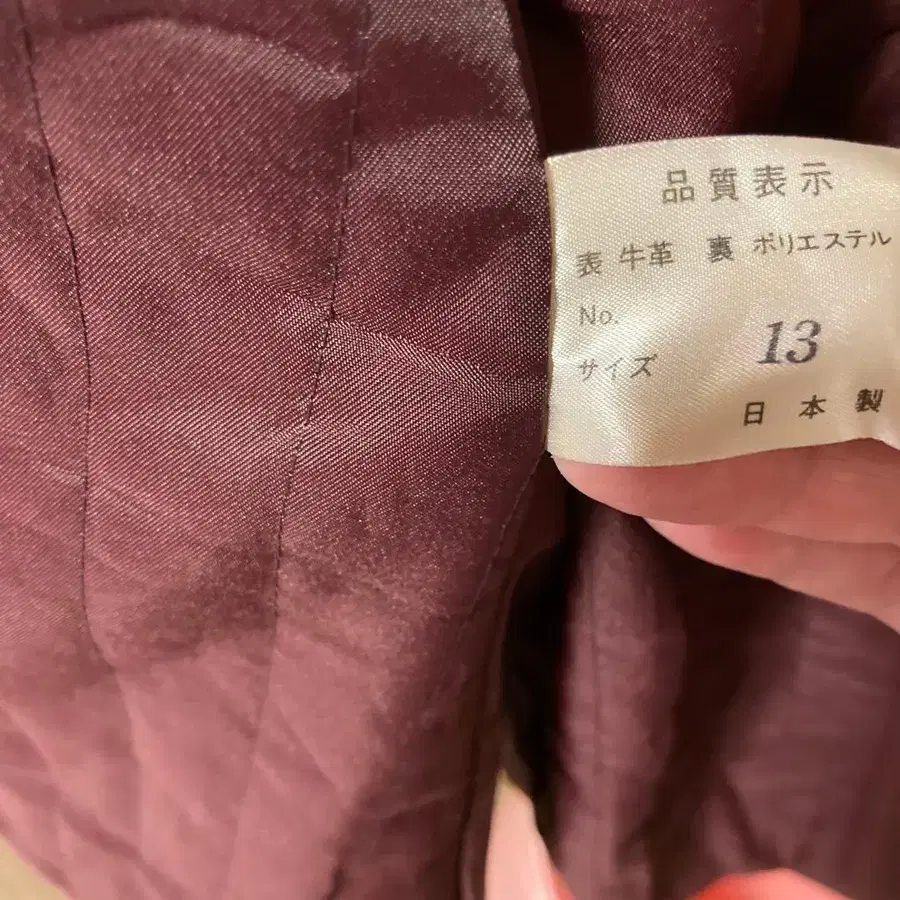 品質表示
表 牛革 裏 ポリエステル
No.
サイズ 13
日本製